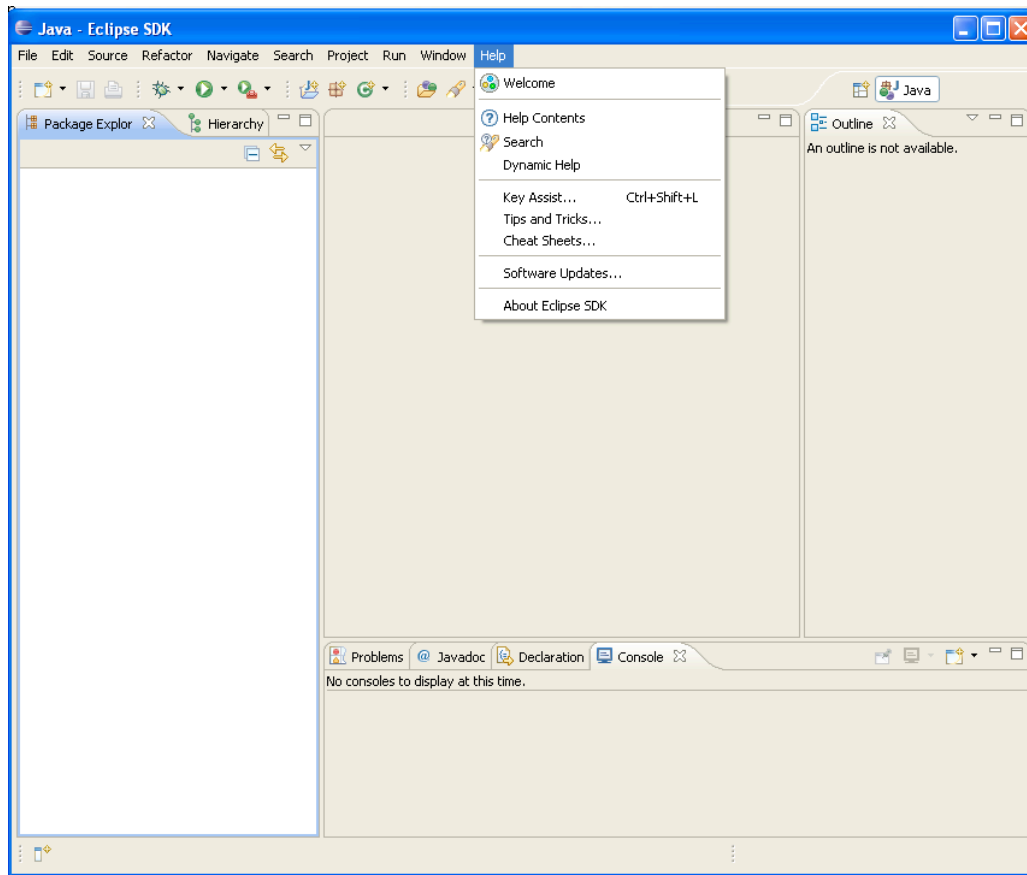 Java - Eclipse SDK
File Edit Source Refactor Navigate Search Project Run Window Help
Java
Package Explor Hierarchy
Outline
An outline is not available.
Welcome
Help Contents
Search
Dynamic Help
Key Assist... Ctrl+Shift+L
Tips and Tricks...
Cheat Sheets...
Software Updates...
About Eclipse SDK
Problems @ Javadoc Declaration Console
No consoles to display at this time.